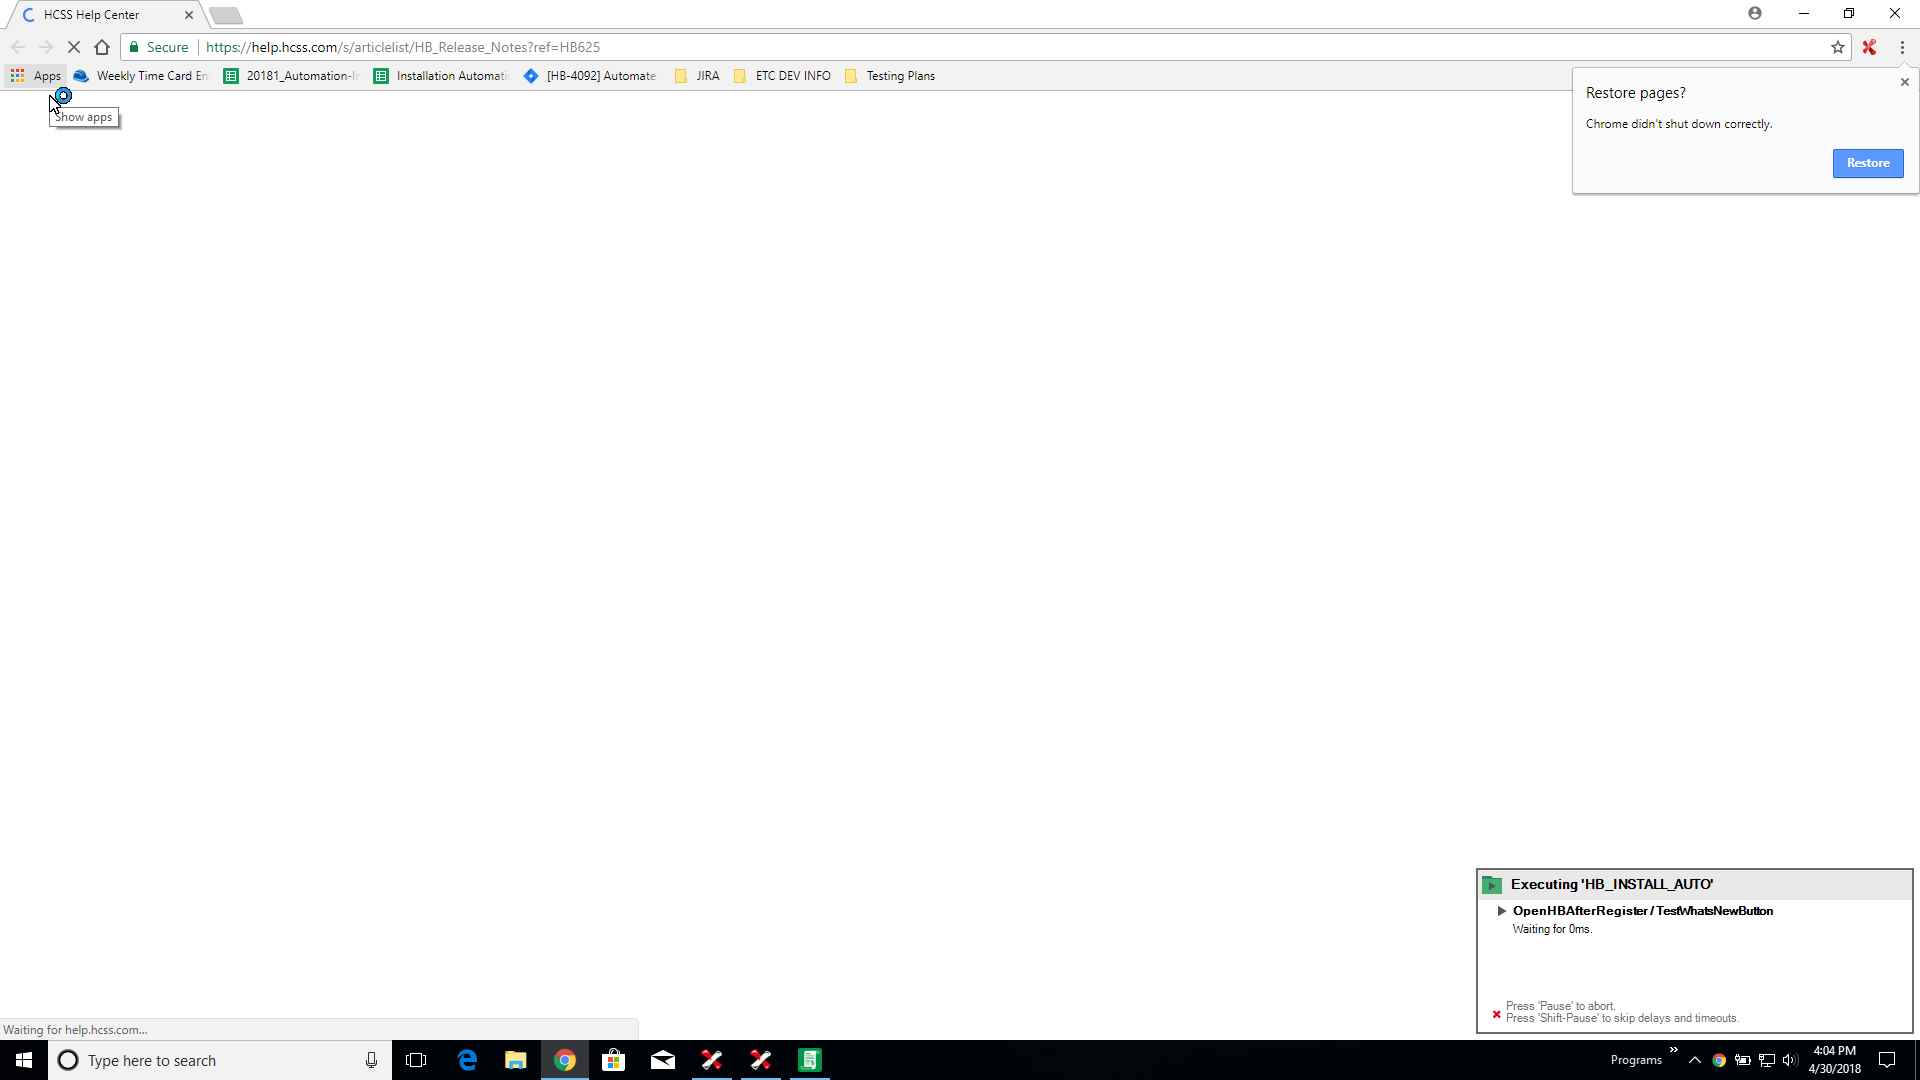 HCSS Help Center
Secure https://help.hcss.com/s/articlelist/HB_Release_Notes?ref=HB625
Apps Weekly Time Card En 20181_Automation-I Installation Automati [HB-4092] Automate JIRA ETC DEV INFO Testing Plans
Show apps
Restore pages?
Chrome didn't shut down correctly.
Restore
Executing 'HB_INSTALL_AUTO'
OpenHBAfterRegister / TestWhatsNewButton
Waiting for 0ms.
Press 'Pause' to abort.
Press 'Shift-Pause' to skip delays and timeouts.
Waiting for help.hcss.com...
Type here to search
Programs
4:04 PM
4/30/2018